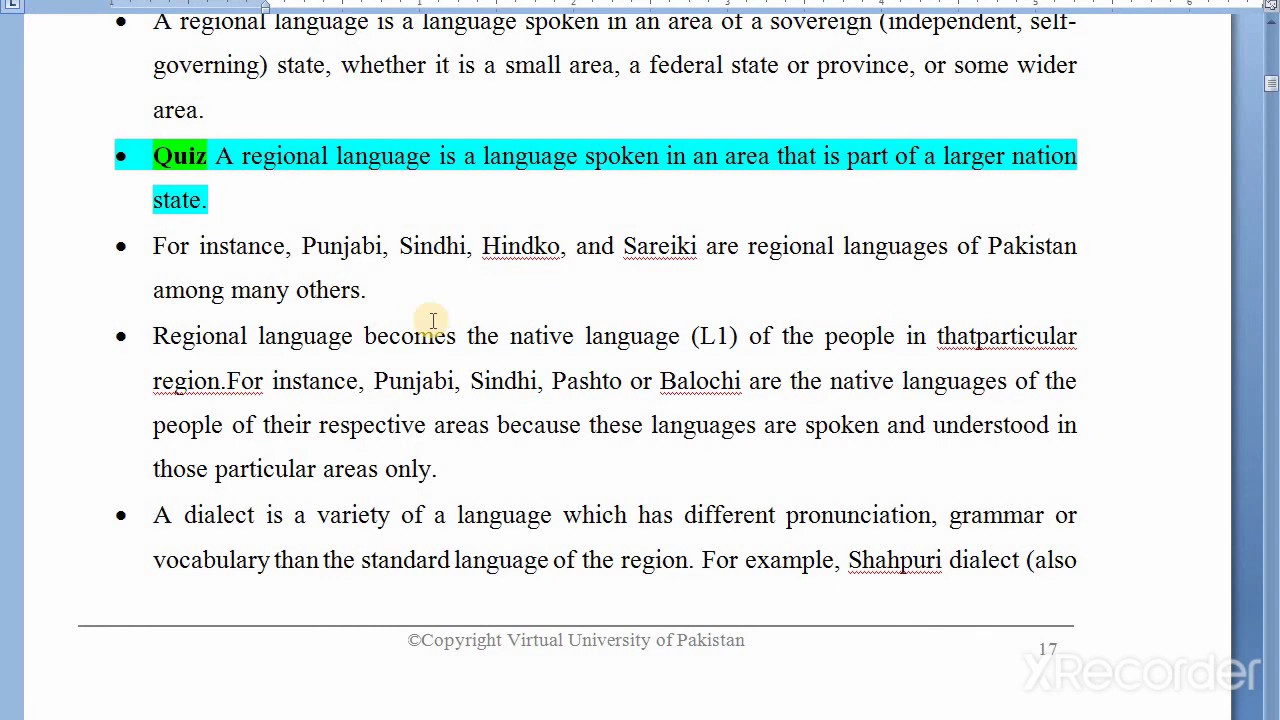 A regional language is a language spoken in an area of a sovereign (independent, self-
governing) state, whether it is a small area, a federal state or province, or some wider
area.
• Quiz A regional language is a language spoken in an area that is part of a larger nation
state.
• For instance, Punjabi, Sindhi, Hindko, and Sareiki are regional languages of Pakistan
among many others.
• Regional language becomes the native language (L1) of the people in thatparticular
region.For instance, Punjabi, Sindhi, Pashto or Balochi are the native languages of the
people of their respective areas because these languages are spoken and understood in
those particular areas only.
• A dialect is a variety of a language which has different pronunciation, grammar or
vocabulary than the standard language of the region. For example, Shahpuri dialect (also
©Copyright Virtual University of Pakistan
17
XRecorder